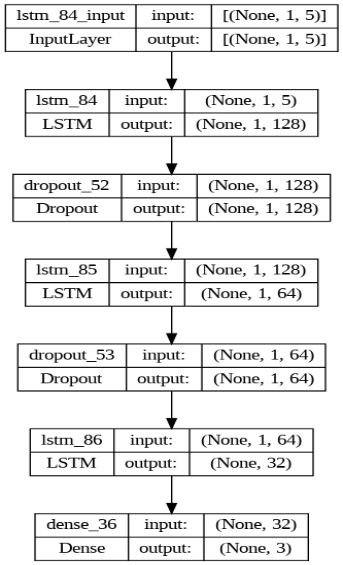 lstm_84_input input: [(None, 1, 5)]
InputLayer output: [(None, 1, 5)]
lstm_84 input: (None, 1, 5)
LSTM output: (None, 1, 128)
dropout_52 input: (None, 1, 128)
Dropout output: (None, 1, 128)
lstm_85 input: (None, 1, 128)
LSTM output: (None, 1, 64)
dropout_53 input: (None, 1, 64)
Dropout output: (None, 1, 64)
lstm_86 input: (None, 1, 64)
LSTM output: (None, 32)
dense_36 input: (None, 32)
Dense output: (None, 3)